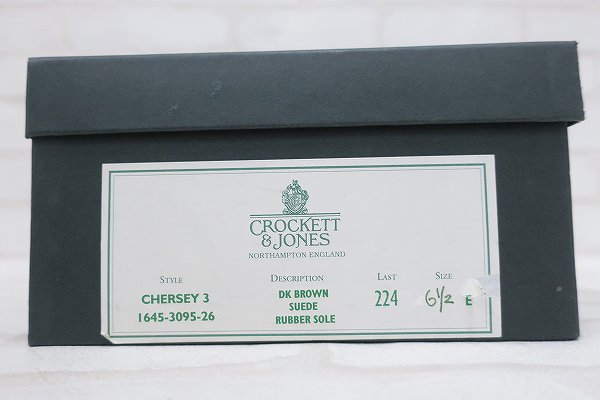 CROCKETT
& JONES
NORTHAMPTON ENGLAND
STYLE DESCRIPTION LAST SIZE
CHERSEY 3 DK BROWN 224 6½ E
1645-3095-26 SUEDE
RUBBER SOLE